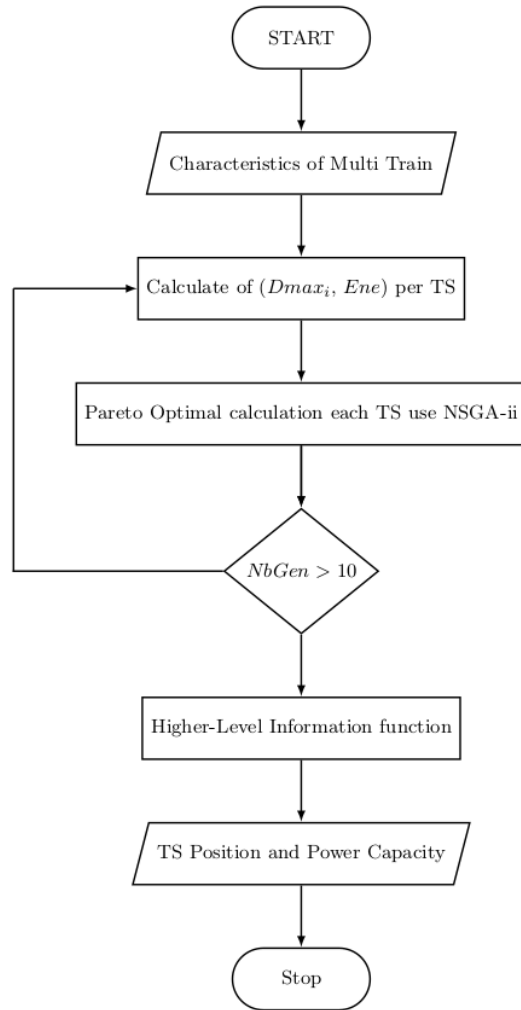 START
Characteristics of Multi Train
Calculate of (Dmaxᵢ, Ene) per TS
Pareto Optimal calculation each TS use NSGA-ii
NbGen > 10
Higher-Level Information function
TS Position and Power Capacity
Stop